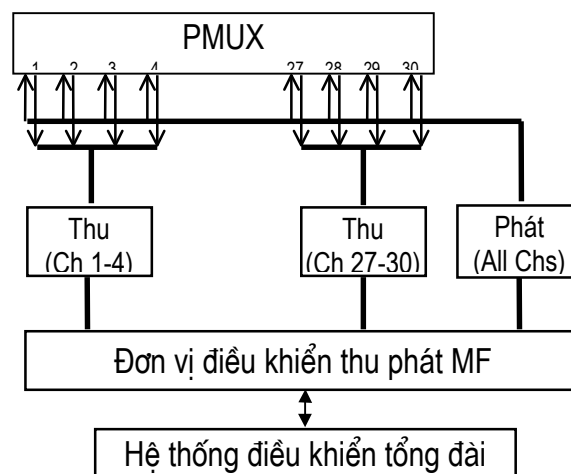 PMUX
1 2 3 4 27 28 29 30
Thu
(Ch 1-4)
Thu
(Ch 27-30)
Phát
(All Chs)
Đơn vị điều khiển thu phát MF
Hệ thống điều khiển tổng đài